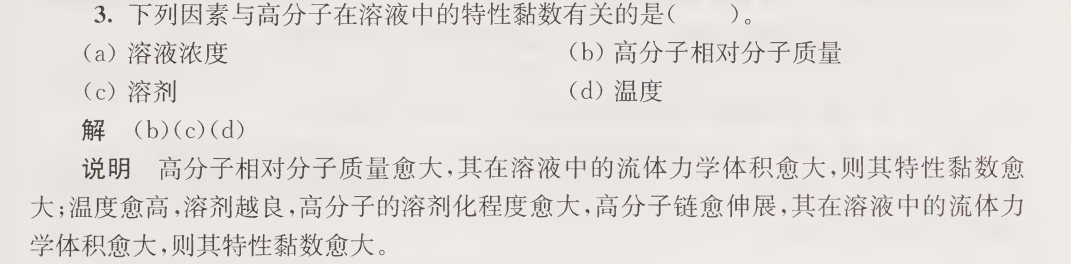 3. 下列因素与高分子在溶液中的特性黏数有关的是(　　)。
(a) 溶液浓度　　(b) 高分子相对分子质量
(c) 溶剂　　(d) 温度
解　(b)(c)(d)
说明　高分子相对分子质量愈大,其在溶液中的流体力学体积愈大,则其特性黏数愈
大;温度愈高,溶剂越良,高分子的溶剂化程度愈大,高分子链愈伸展,其在溶液中的流体力
学体积愈大,则其特性黏数愈大。